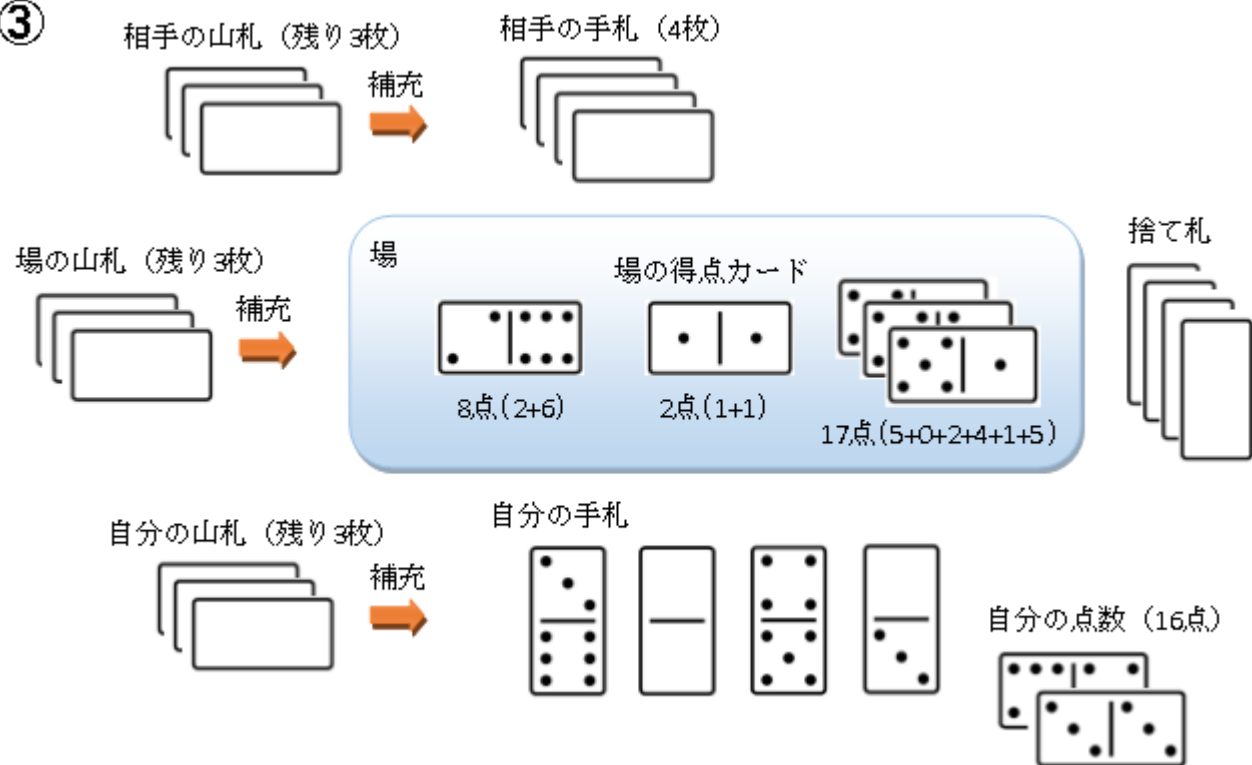 ③
相手の山札（残り3枚）
補充
相手の手札（4枚）
場の山札（残り3枚）
補充
場
場の得点カード
8点(2+6)
2点(1+1)
17点(5+0+2+4+1+5)
捨て札
自分の山札（残り3枚）
補充
自分の手札
自分の点数（16点）